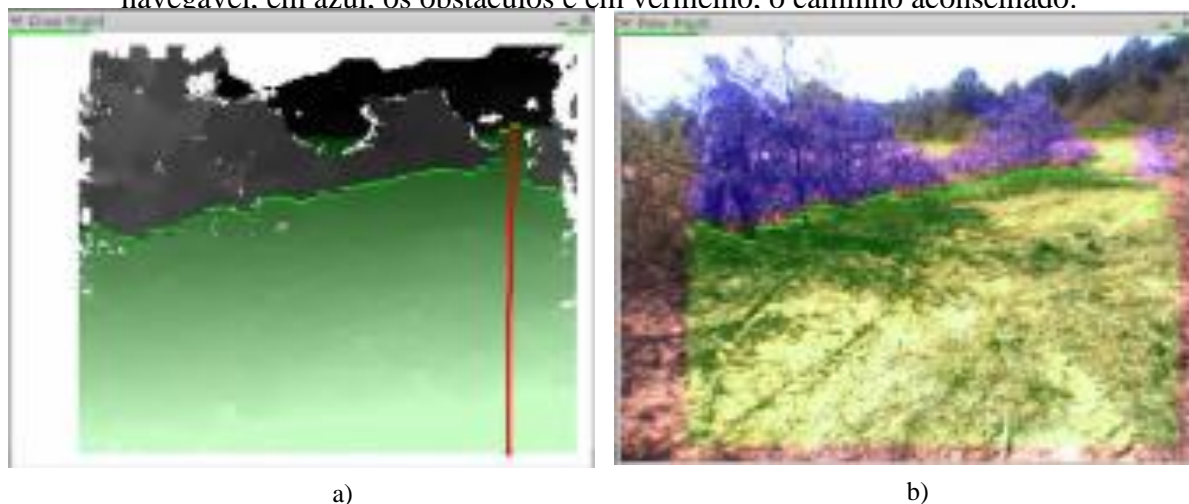 navegável, em azul, os obstáculos e em vermelho, o caminho aconselhado.
a)
b)